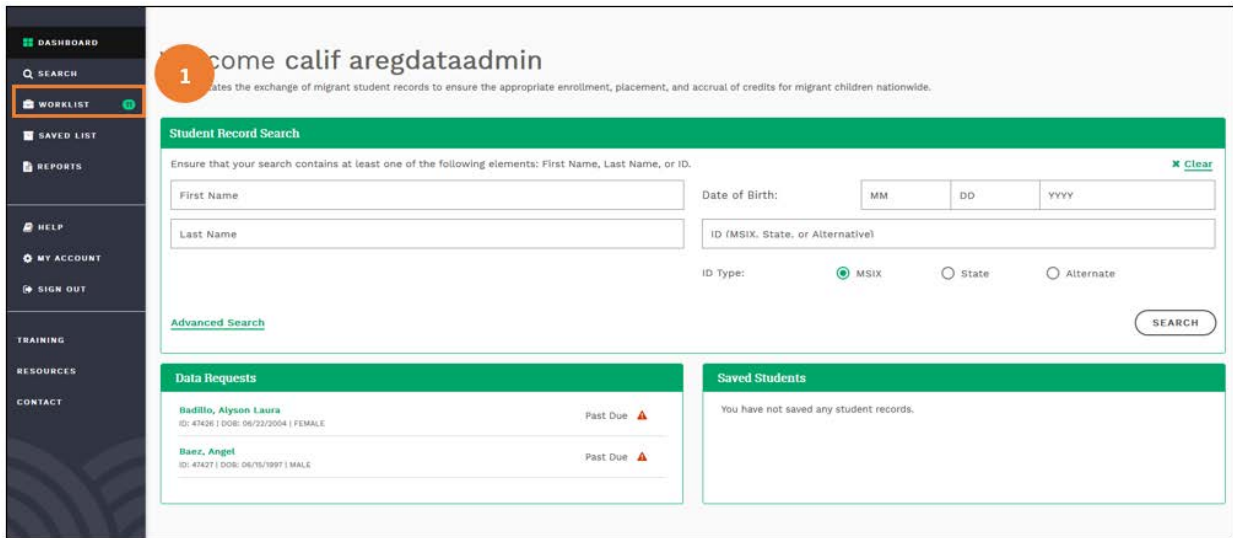 DASHBOARD
SEARCH
WORKLIST 11
SAVED LIST
REPORTS
HELP
MY ACCOUNT
SIGN OUT
TRAINING
RESOURCES
CONTACT
1
come calif aregdataadmin
ates the exchange of migrant student records to ensure the appropriate enrollment, placement, and accrual of credits for migrant children nationwide.
Student Record Search
Ensure that your search contains at least one of the following elements: First Name, Last Name, or ID.
✖ Clear
First Name
Date of Birth: MM DD YYYY
Last Name
ID (MSIX, State, or Alternative)
ID Type: MSIX State Alternate
Advanced Search
SEARCH
Data Requests
Badillo, Alyson Laura Past Due
ID: 47426 | DOB: 06/22/2004 | FEMALE
Baez, Angel Past Due
ID: 47427 | DOB: 06/15/1997 | MALE
Saved Students
You have not saved any student records.